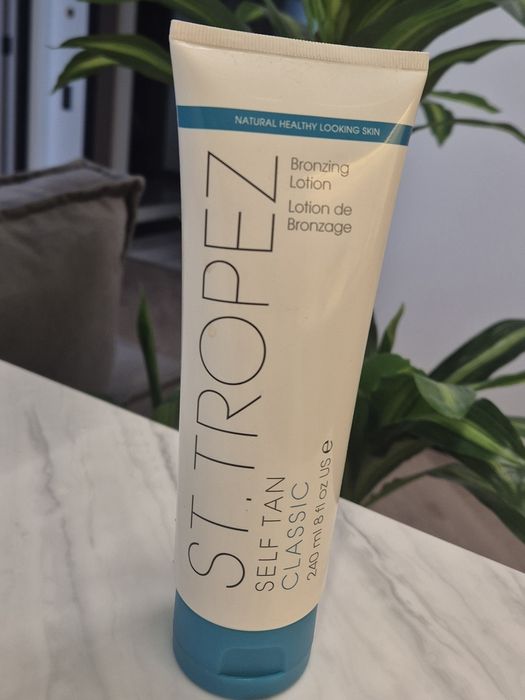 NATURAL HEALTHY LOOKING SKIN
Bronzing
Lotion
Lotion de
Bronzage
ST. TROPEZ
SELF TAN
CLASSIC
240 ml 8 fl oz US e